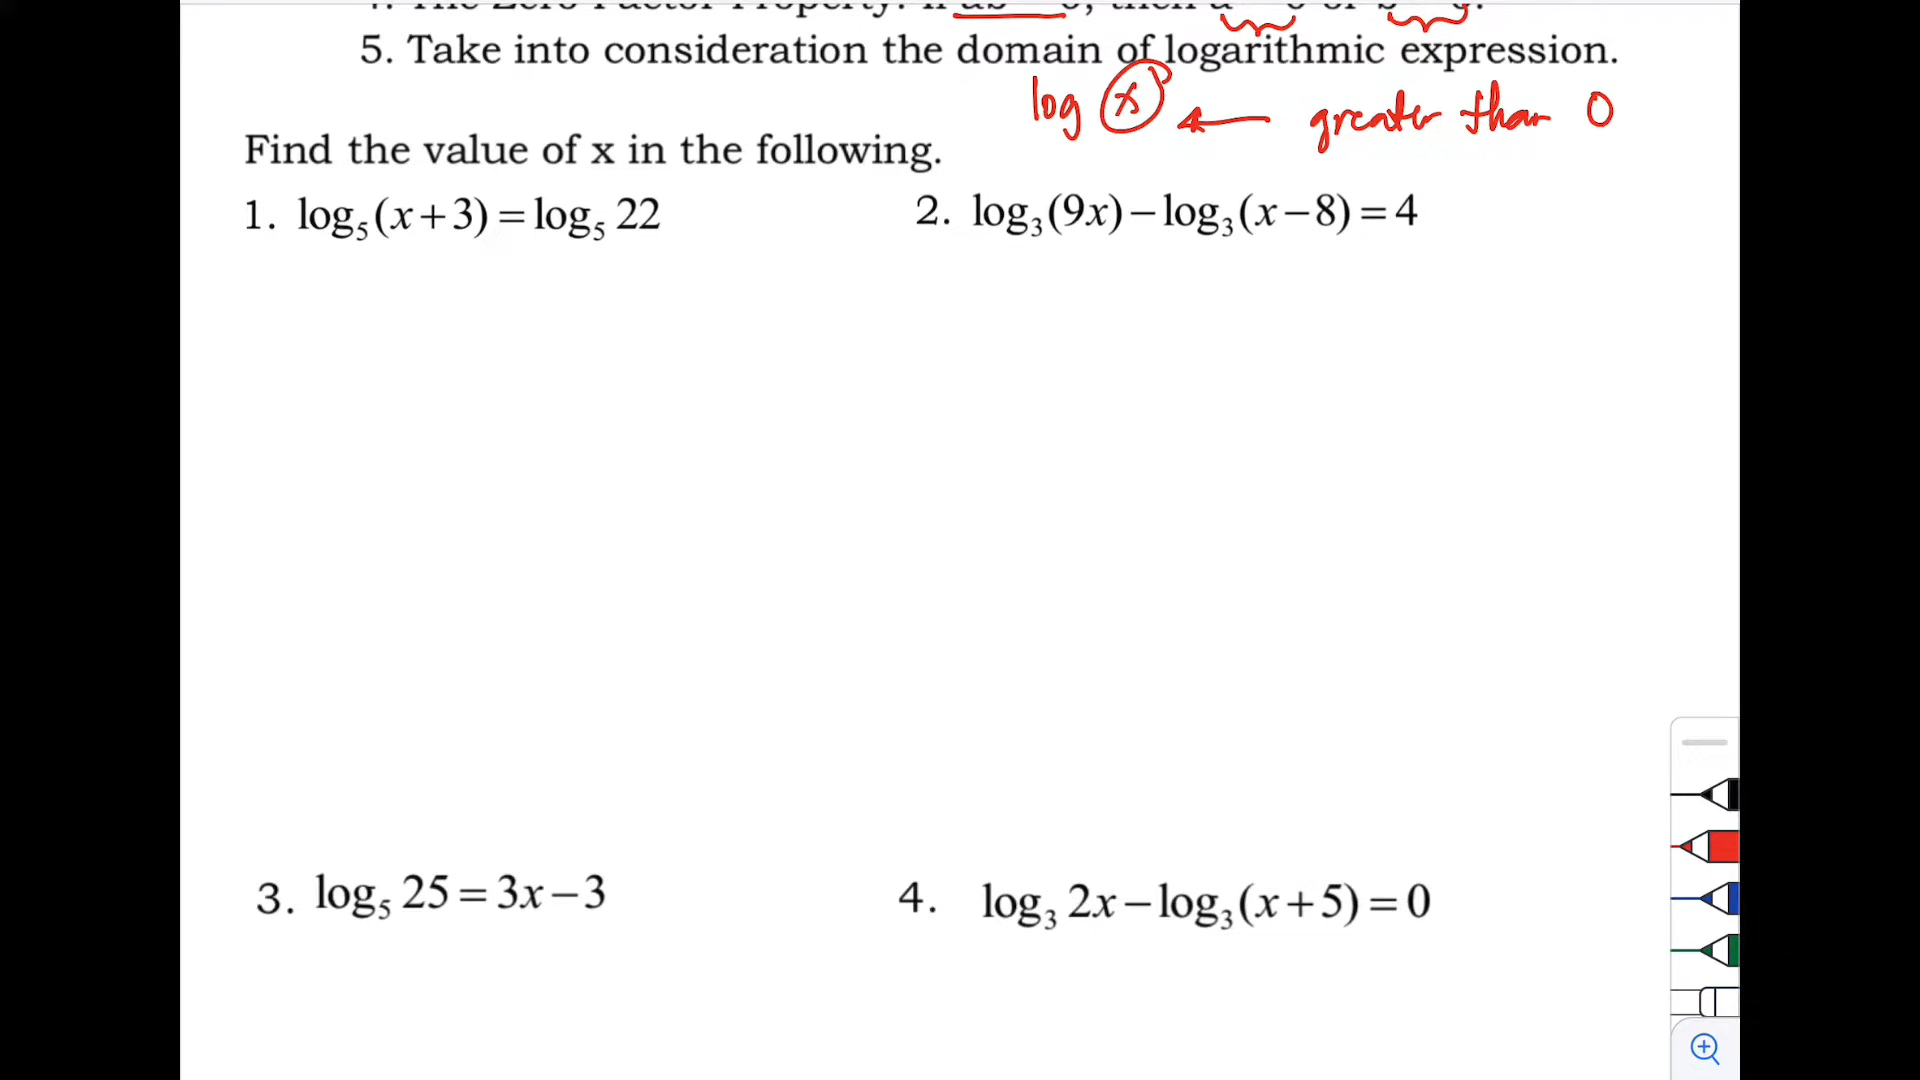 5. Take into consideration the domain of logarithmic expression.
log x ← greater than 0
Find the value of x in the following.
1. log₅(x+3)=log₅ 22
2. log₃(9x)−log₃(x−8)=4
3. log₅ 25=3x−3
4. log₃ 2x−log₃(x+5)=0